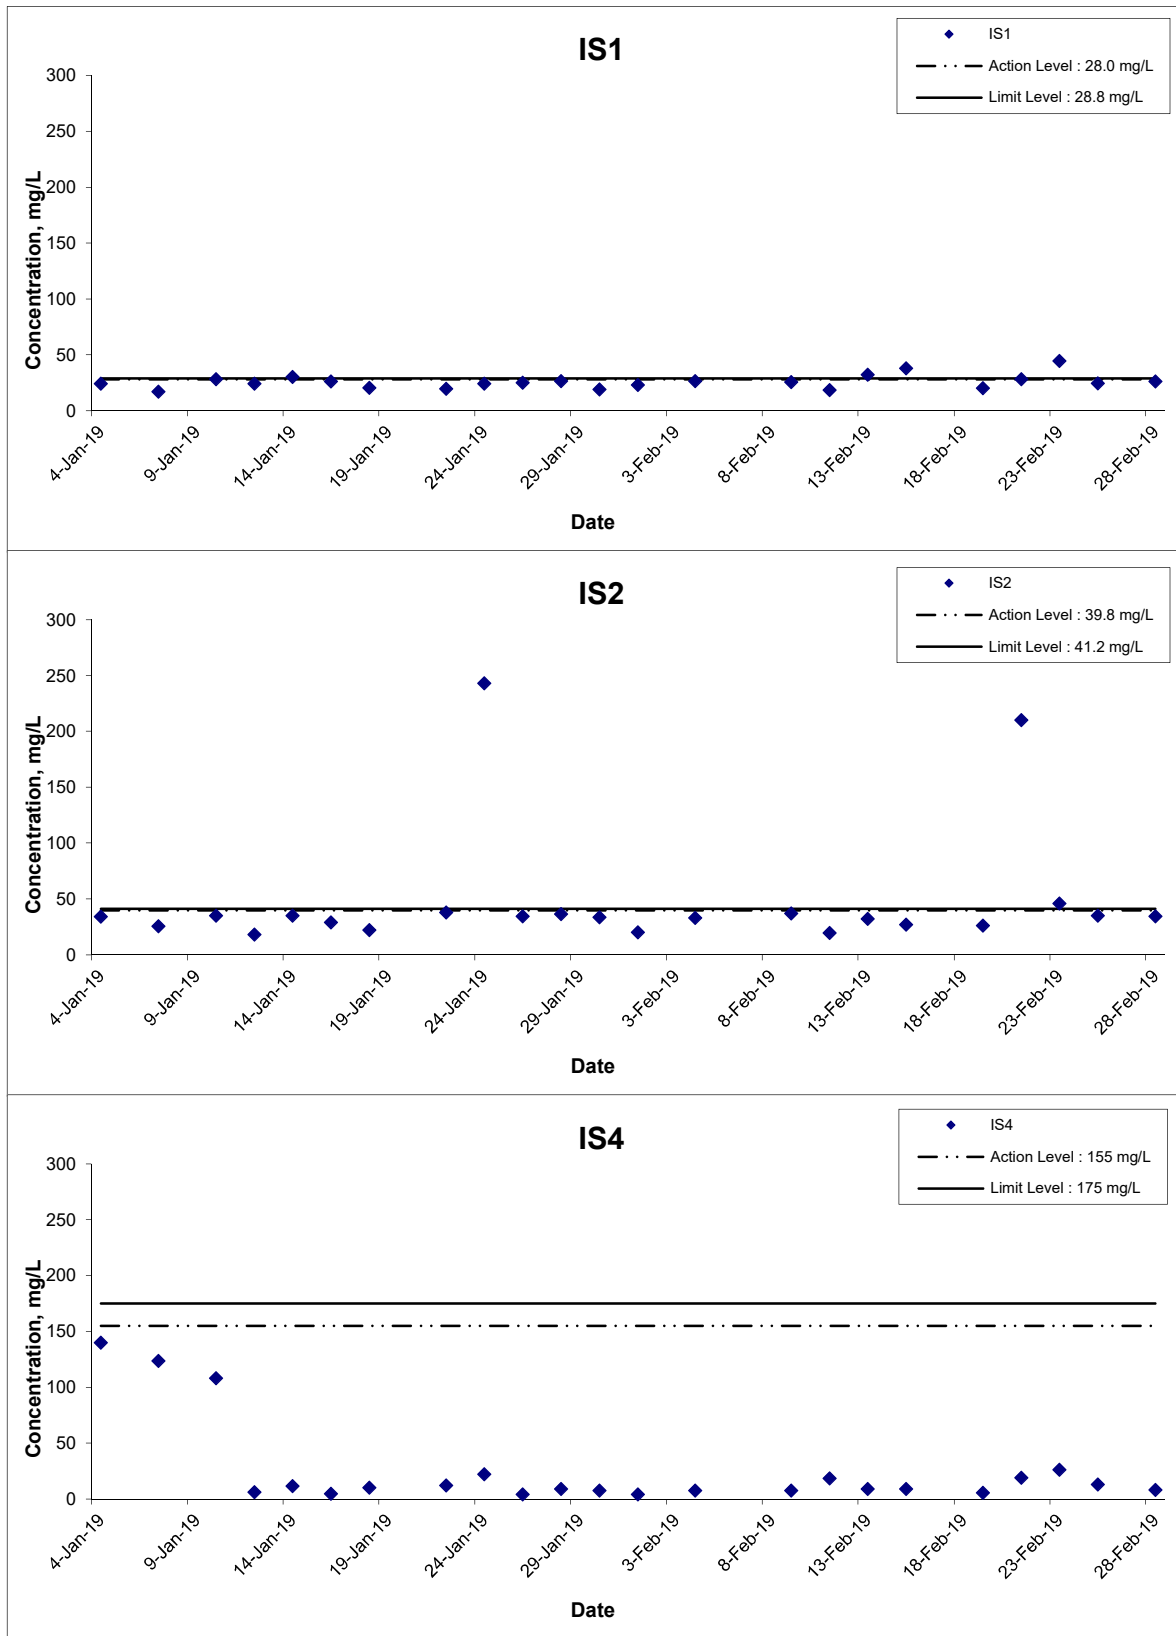 IS1
IS1
Action Level : 28.0 mg/L
Limit Level : 28.8 mg/L
Concentration, mg/L
300
250
200
150
100
50
0
4-Jan-19 9-Jan-19 14-Jan-19 19-Jan-19 24-Jan-19 29-Jan-19 3-Feb-19 8-Feb-19 13-Feb-19 18-Feb-19 23-Feb-19 28-Feb-19
Date
IS2
IS2
Action Level : 39.8 mg/L
Limit Level : 41.2 mg/L
Concentration, mg/L
300
250
200
150
100
50
0
4-Jan-19 9-Jan-19 14-Jan-19 19-Jan-19 24-Jan-19 29-Jan-19 3-Feb-19 8-Feb-19 13-Feb-19 18-Feb-19 23-Feb-19 28-Feb-19
Date
IS4
IS4
Action Level : 155 mg/L
Limit Level : 175 mg/L
Concentration, mg/L
300
250
200
150
100
50
0
4-Jan-19 9-Jan-19 14-Jan-19 19-Jan-19 24-Jan-19 29-Jan-19 3-Feb-19 8-Feb-19 13-Feb-19 18-Feb-19 23-Feb-19 28-Feb-19
Date